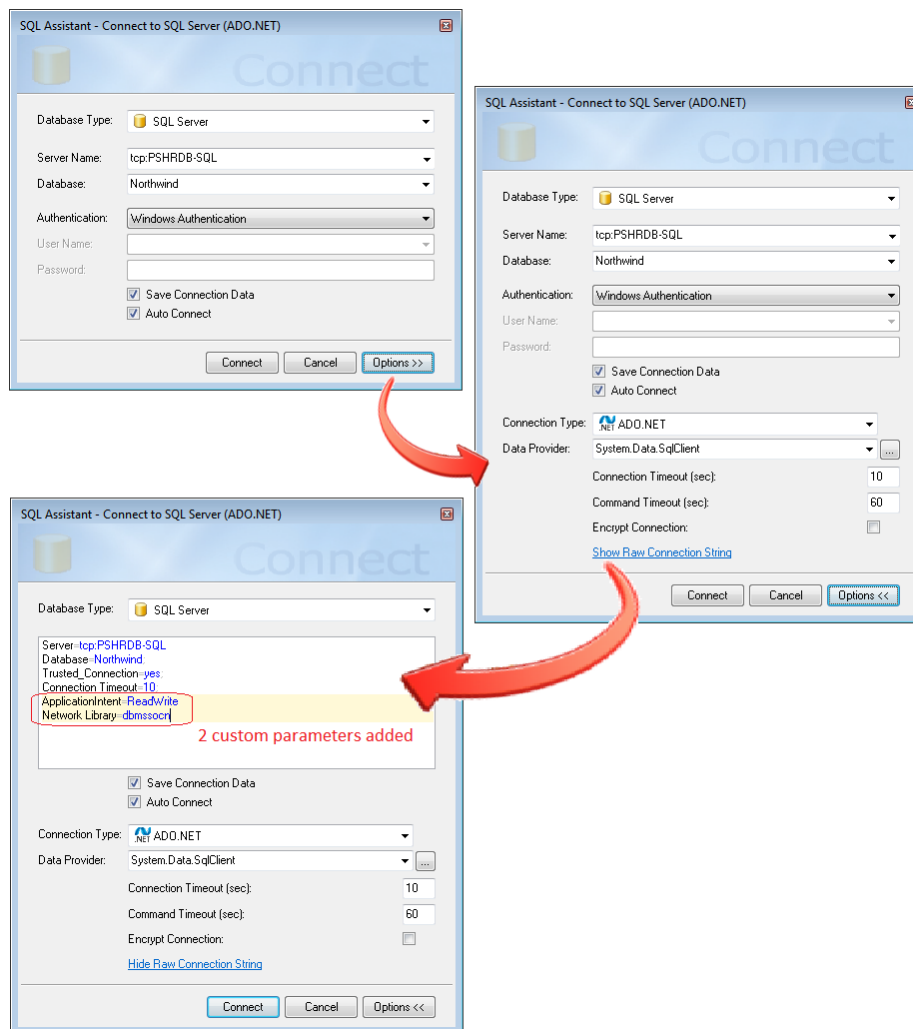 SQL Assistant - Connect to SQL Server (ADO.NET)
Connect
Database Type: SQL Server
Server Name: tcp:PSHRDB-SQL
Database: Northwind
Authentication: Windows Authentication
User Name:
Password:
Save Connection Data
Auto Connect
Connect Cancel Options >>
SQL Assistant - Connect to SQL Server (ADO.NET)
Connect
Database Type: SQL Server
Server Name: tcp:PSHRDB-SQL
Database: Northwind
Authentication: Windows Authentication
User Name:
Password:
Save Connection Data
Auto Connect
Connection Type: .NET ADO.NET
Data Provider: System.Data.SqlClient ...
Connection Timeout (sec): 10
Command Timeout (sec): 60
Encrypt Connection:
Show Raw Connection String
Connect Cancel Options <<
SQL Assistant - Connect to SQL Server (ADO.NET)
Connect
Database Type: SQL Server
Server=tcp:PSHRDB-SQL
Database=Northwind;
Trusted_Connection=yes;
Connection Timeout=10;
ApplicationIntent=ReadWrite
Network Library=dbmssocn
2 custom parameters added
Save Connection Data
Auto Connect
Connection Type: .NET ADO.NET
Data Provider: System.Data.SqlClient ...
Connection Timeout (sec): 10
Command Timeout (sec): 60
Encrypt Connection:
Hide Raw Connection String
Connect Cancel Options <<